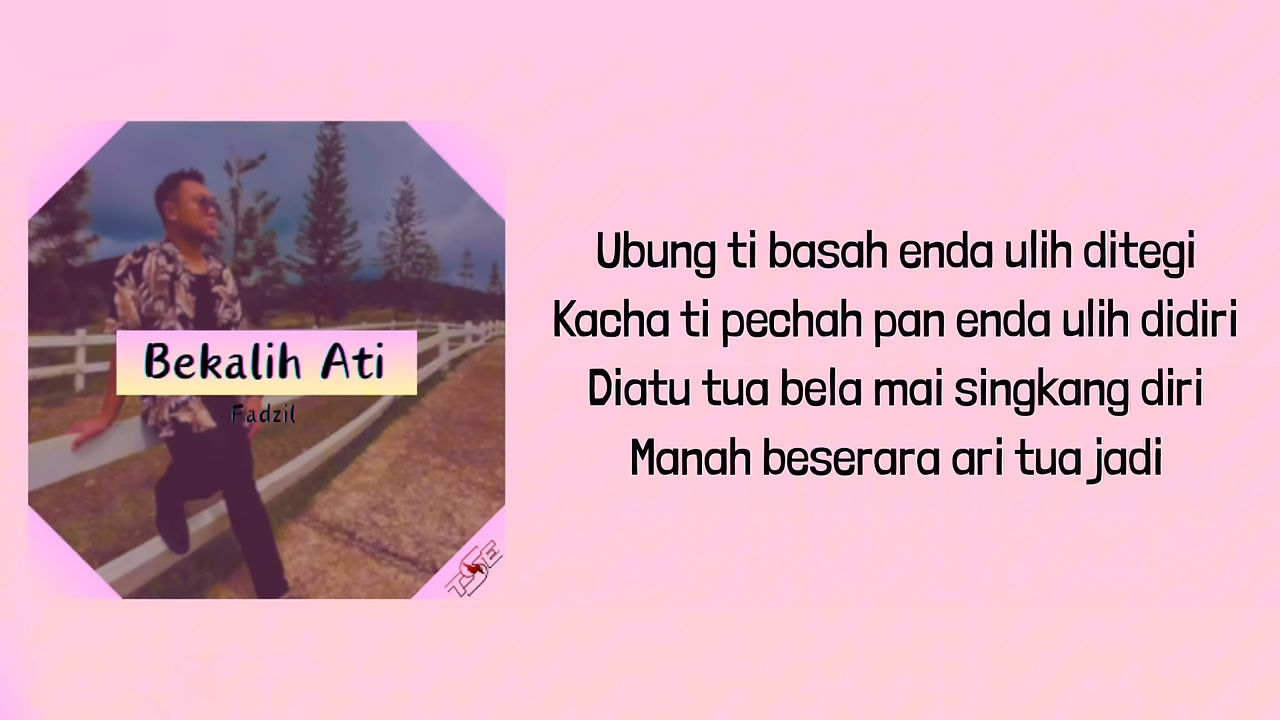 Bekalih Ati
Fadzil
TSE
Ubung ti basah enda ulih ditegi
Kacha ti pechah pan enda ulih didiri
Diatu tua bela mai singkang diri
Manah beserara ari tua jadi